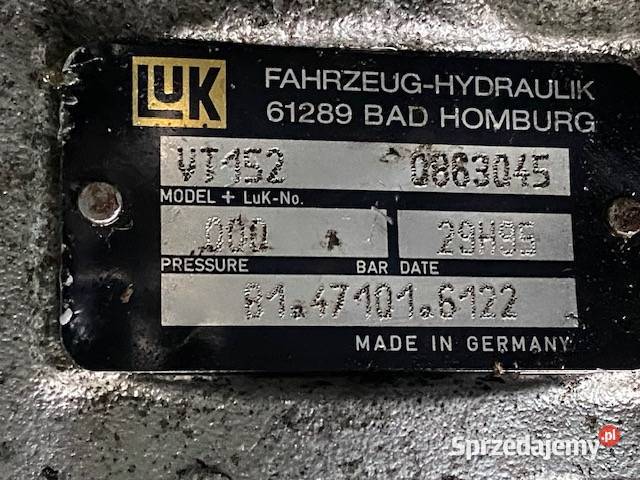 LUK
FAHRZEUG-HYDRAULIK
61289 BAD HOMBURG
VT152 0863045
MODEL + LuK-No.
000
29H95
PRESSURE BAR DATE
81.47101.6122
MADE IN GERMANY
Sprzedajemy.pl